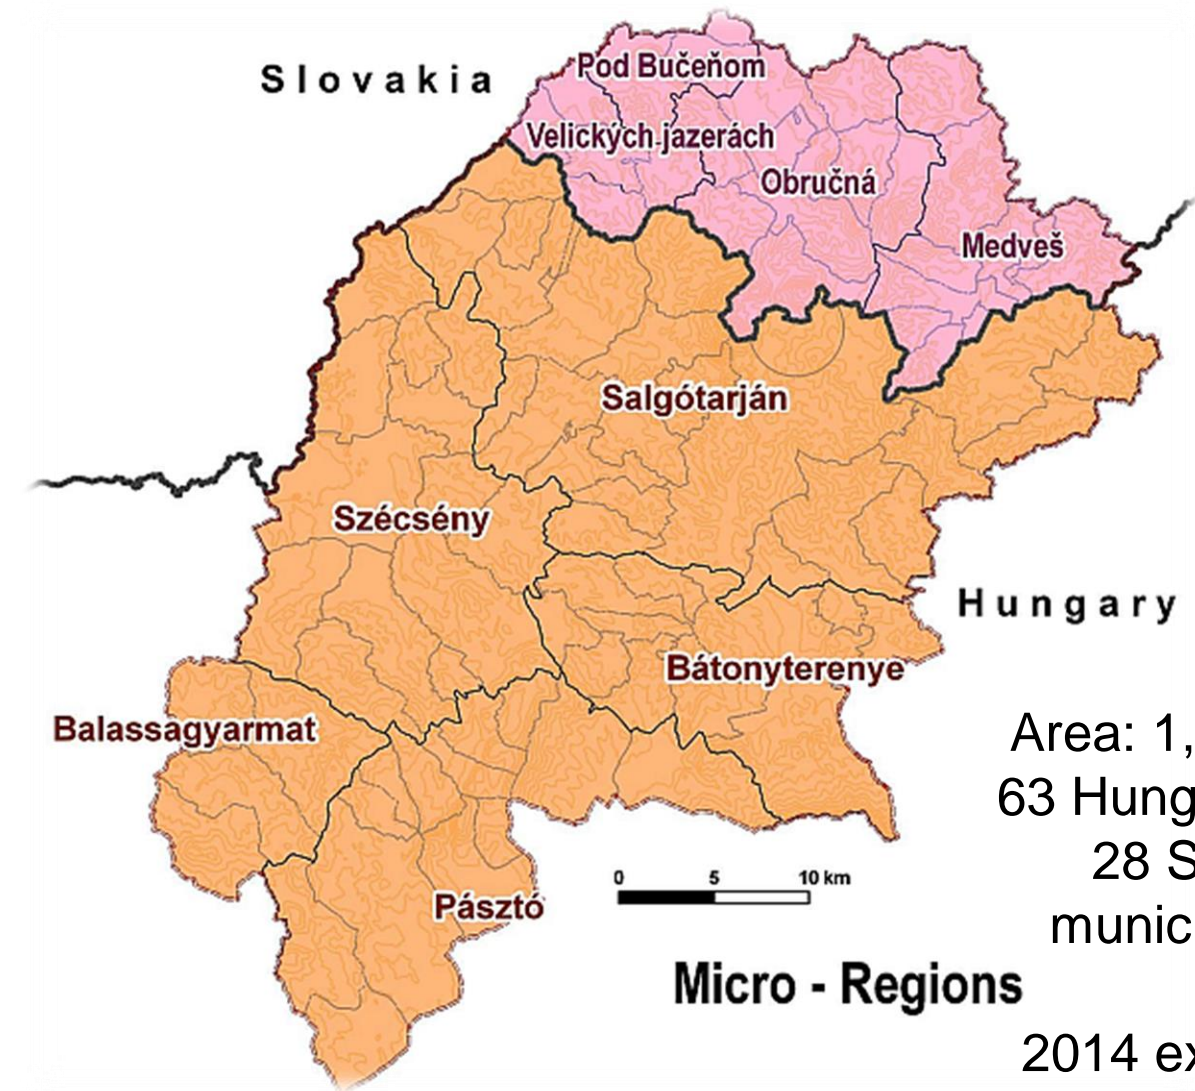 Slovakia
Pod Bučeňom
Velických jazerách
Obručná
Medveš
Salgótarján
Szécsény
Hungary
Bátonyterenye
Balassagyarmat
Area: 1,
63 Hung
28 S
munic
0 5 10 km
Pásztó
Micro - Regions
2014 ex